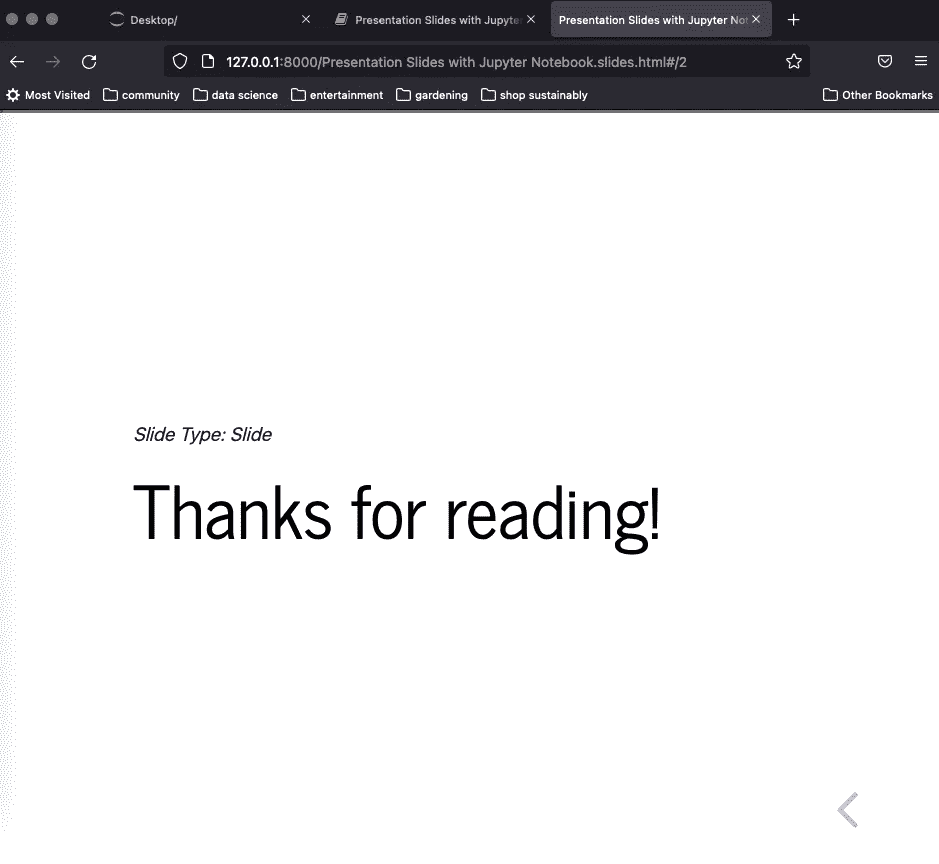 Desktop/
Presentation Slides with Jupyter
Presentation Slides with Jupyter Not
127.0.0.1:8000/Presentation Slides with Jupyter Notebook.slides.html#/2
Most Visited community data science entertainment gardening shop sustainably Other Bookmarks
Slide Type: Slide
Thanks for reading!